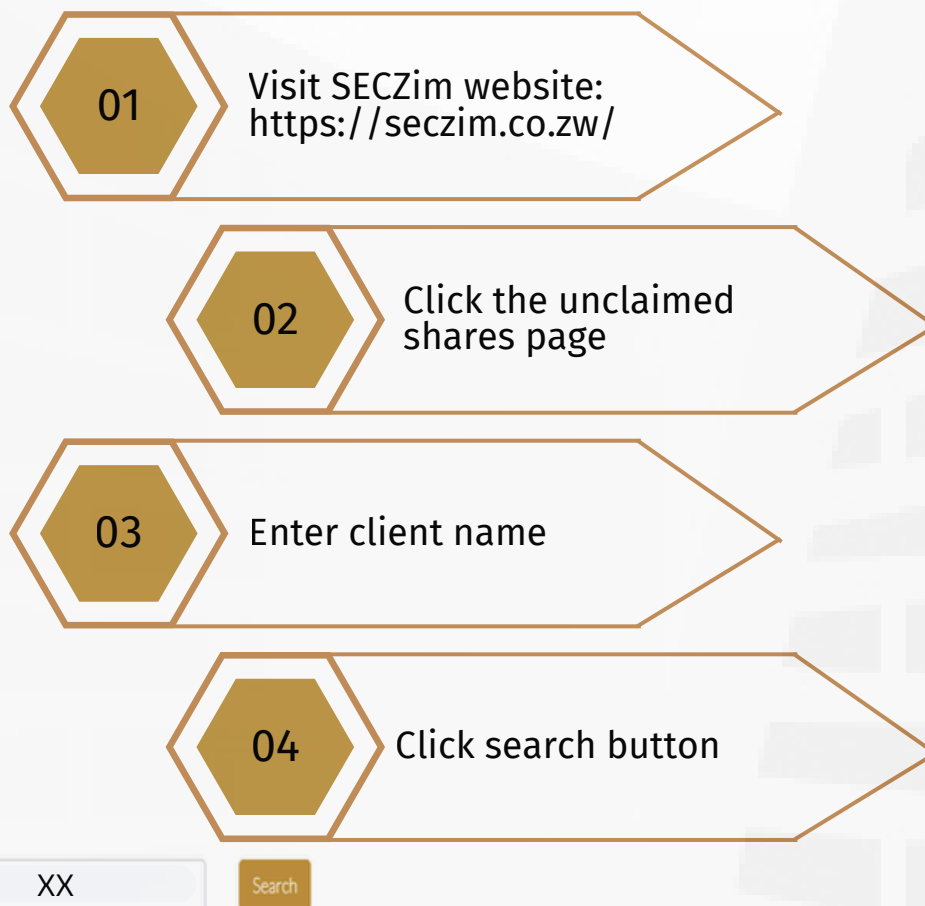 01
Visit SECZim website:
https://seczim.co.zw/
02
Click the unclaimed
shares page
03
Enter client name
04
Click search button
XX
Search